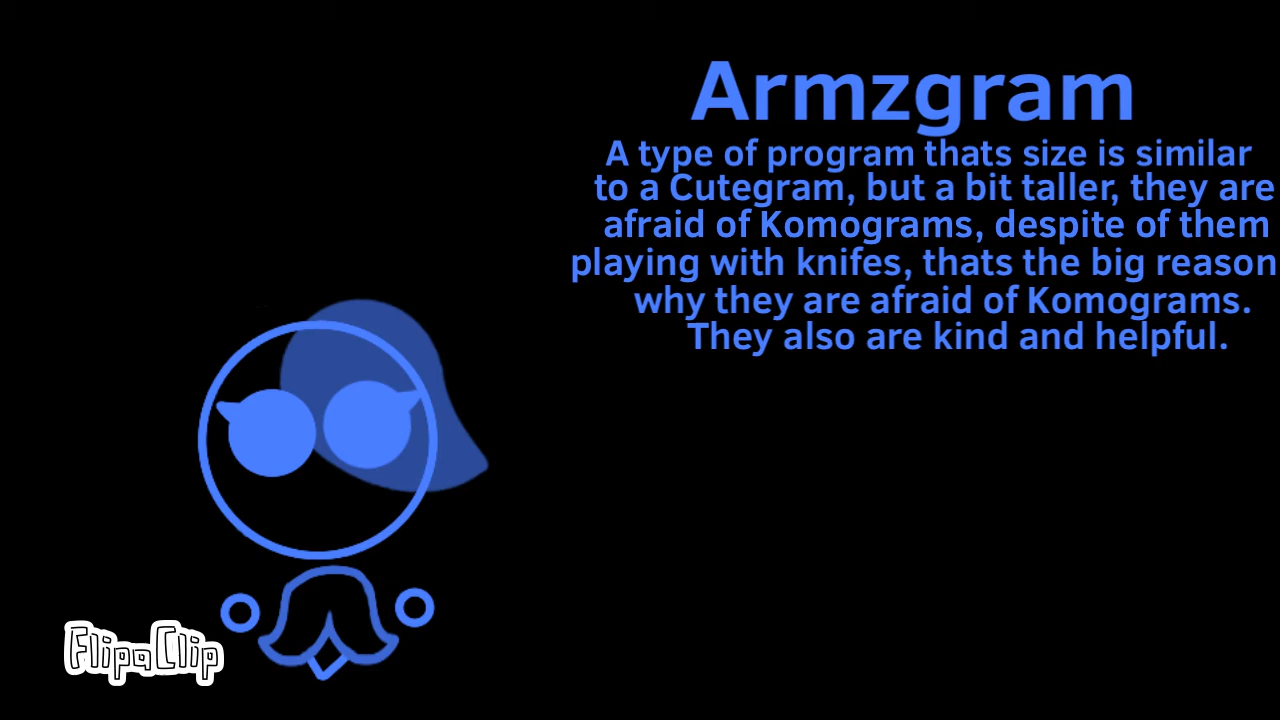 Armzgram
A type of program thats size is similar
to a Cutegram, but a bit taller, they are
afraid of Komograms, despite of them
playing with knifes, thats the big reason
why they are afraid of Komograms.
They also are kind and helpful.
FlipaClip